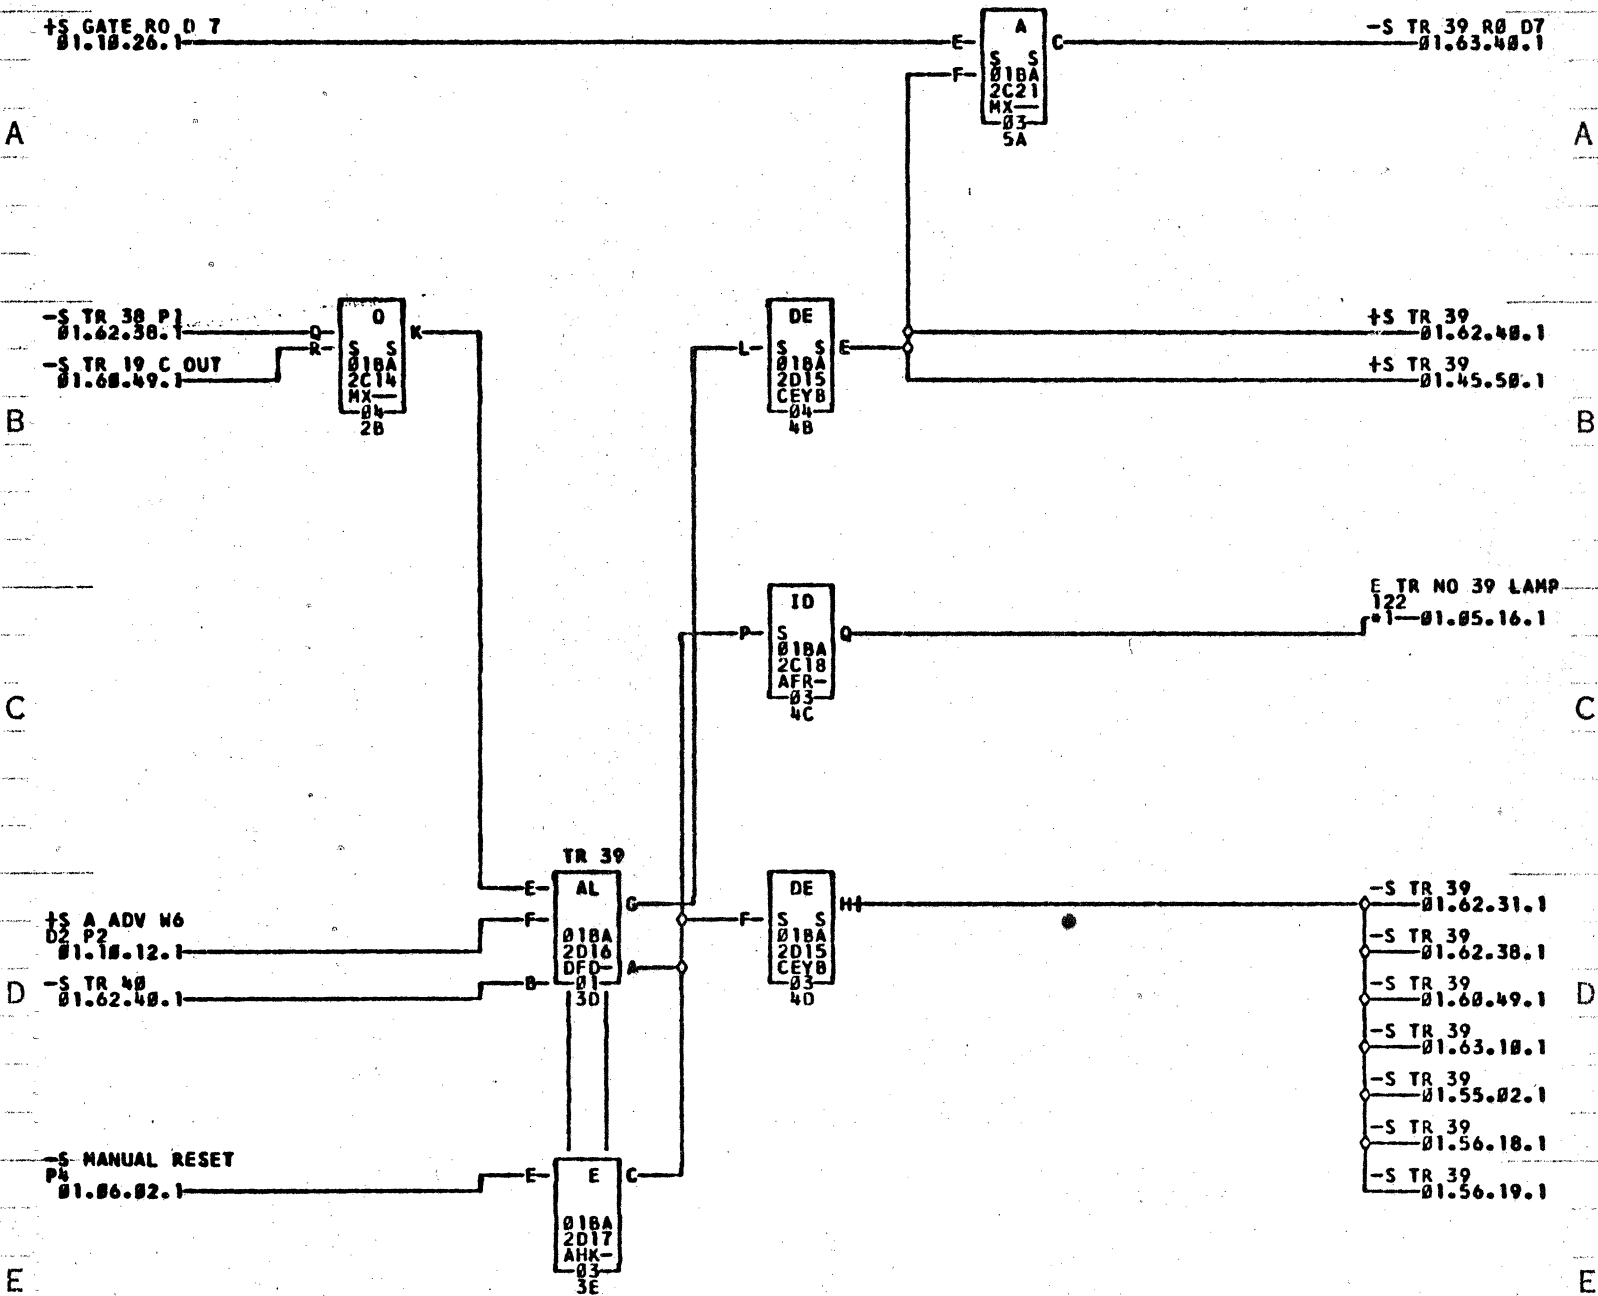 +S GATE RO D 7
01.10.26.1
E
F
A
C
S S
01BA
2C21
MX—
03
5A
-S TR 39 RØ D7
01.63.40.1
A
A
-S TR 38 P1
01.62.38.1
Q
R
-S TR 19 C OUT
01.60.49.1
O
K
S S
01BA
2C14
MX—
04
2B
L
DE
E
S S
01BA
2D15
CEYB
04
4B
+S TR 39
01.62.40.1
+S TR 39
01.45.50.1
B
B
P
ID
Q
S
01BA
2C18
AFR-
03
4C
E TR NO 39 LAMP
122
*1—01.05.16.1
C
C
TR 39
E
AL
G
F
01BA
2D16
DFD-
A
B
01
3D
+S A ADV W6
D2 P2
01.10.12.1
-S TR 40
01.62.40.1
F
DE
H
S S
01BA
2D15
CEYB
03
4D
-S TR 39
01.62.31.1
-S TR 39
01.62.38.1
-S TR 39
01.60.49.1
-S TR 39
01.63.10.1
-S TR 39
01.55.02.1
-S TR 39
01.56.18.1
-S TR 39
01.56.19.1
D
D
-S MANUAL RESET
P4
01.06.02.1
E
E
C
01BA
2D17
AHK-
03
3E
E
E